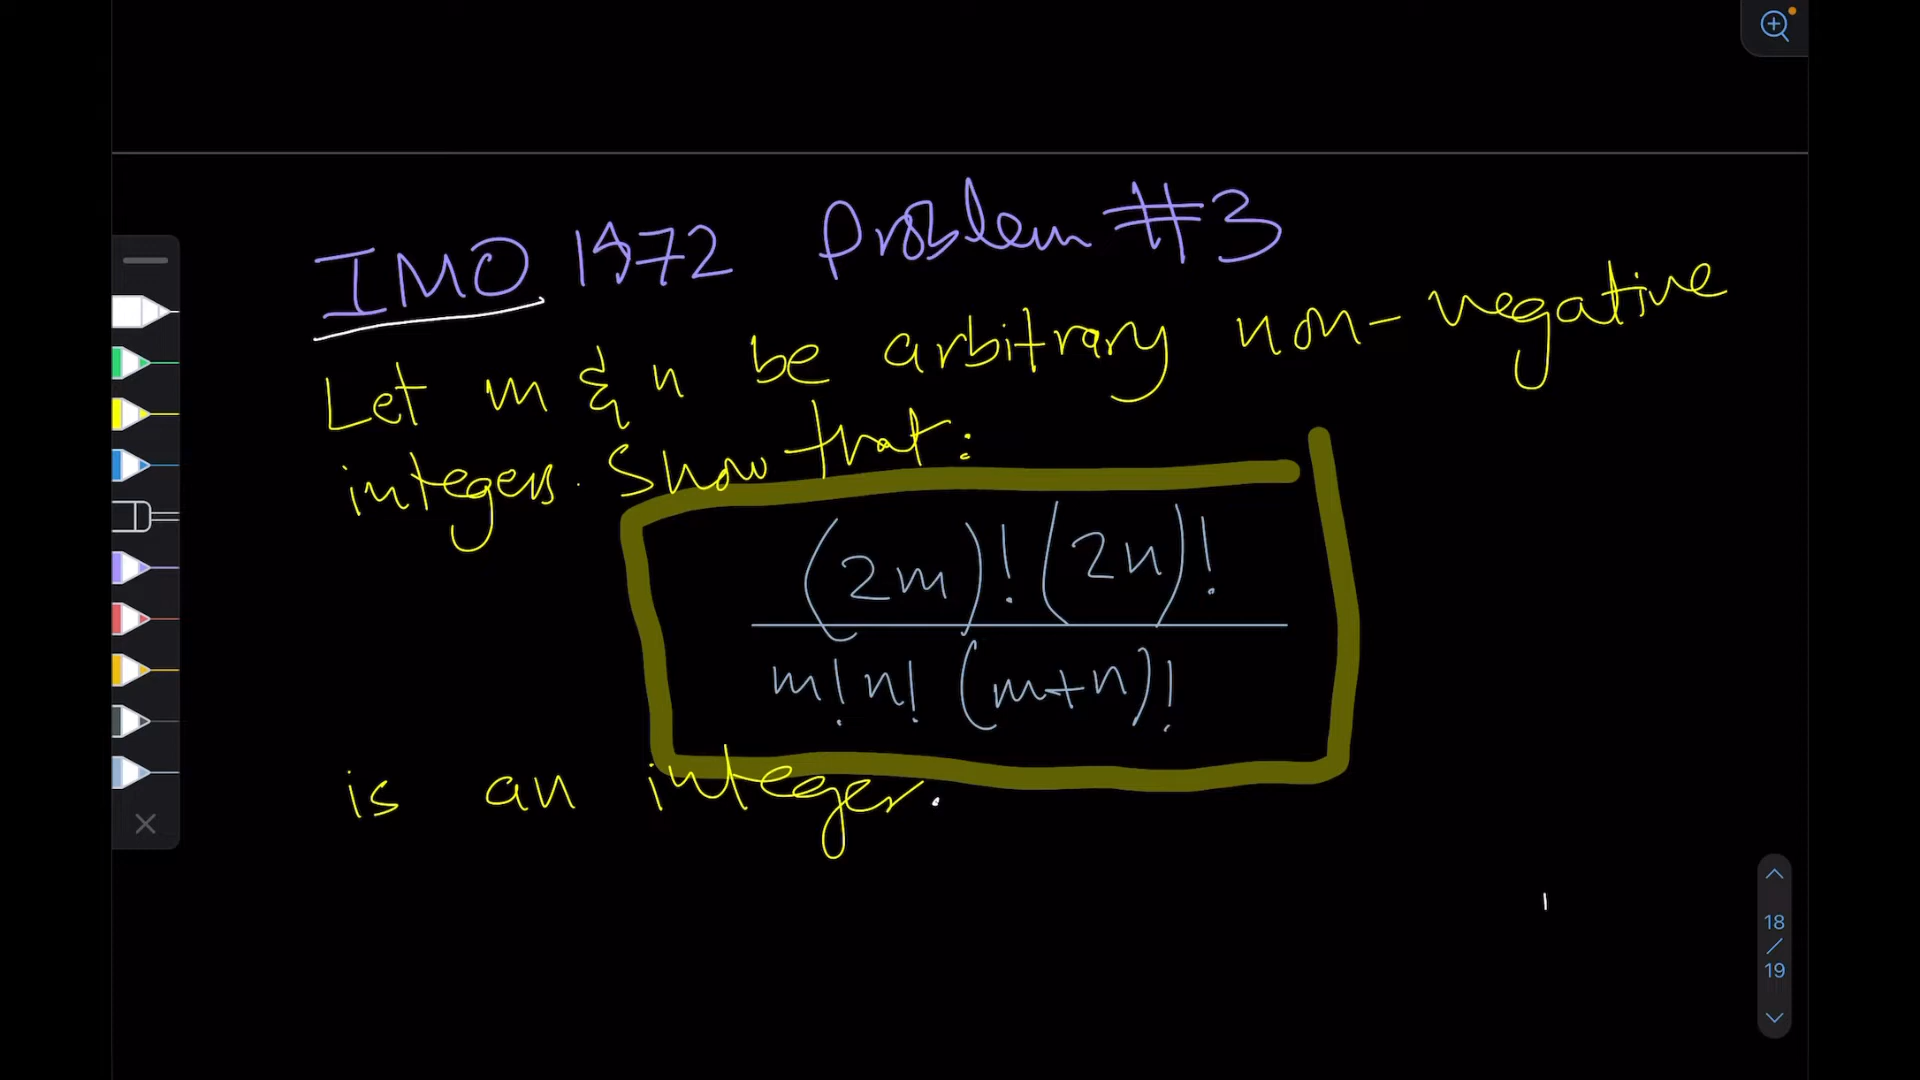 IMO 1972 Problem #3
Let m & n be arbitrary non-negative
integers. Show that:
(2m)! (2n)!
m! n! (m+n)!
is an integer.
18
/
19